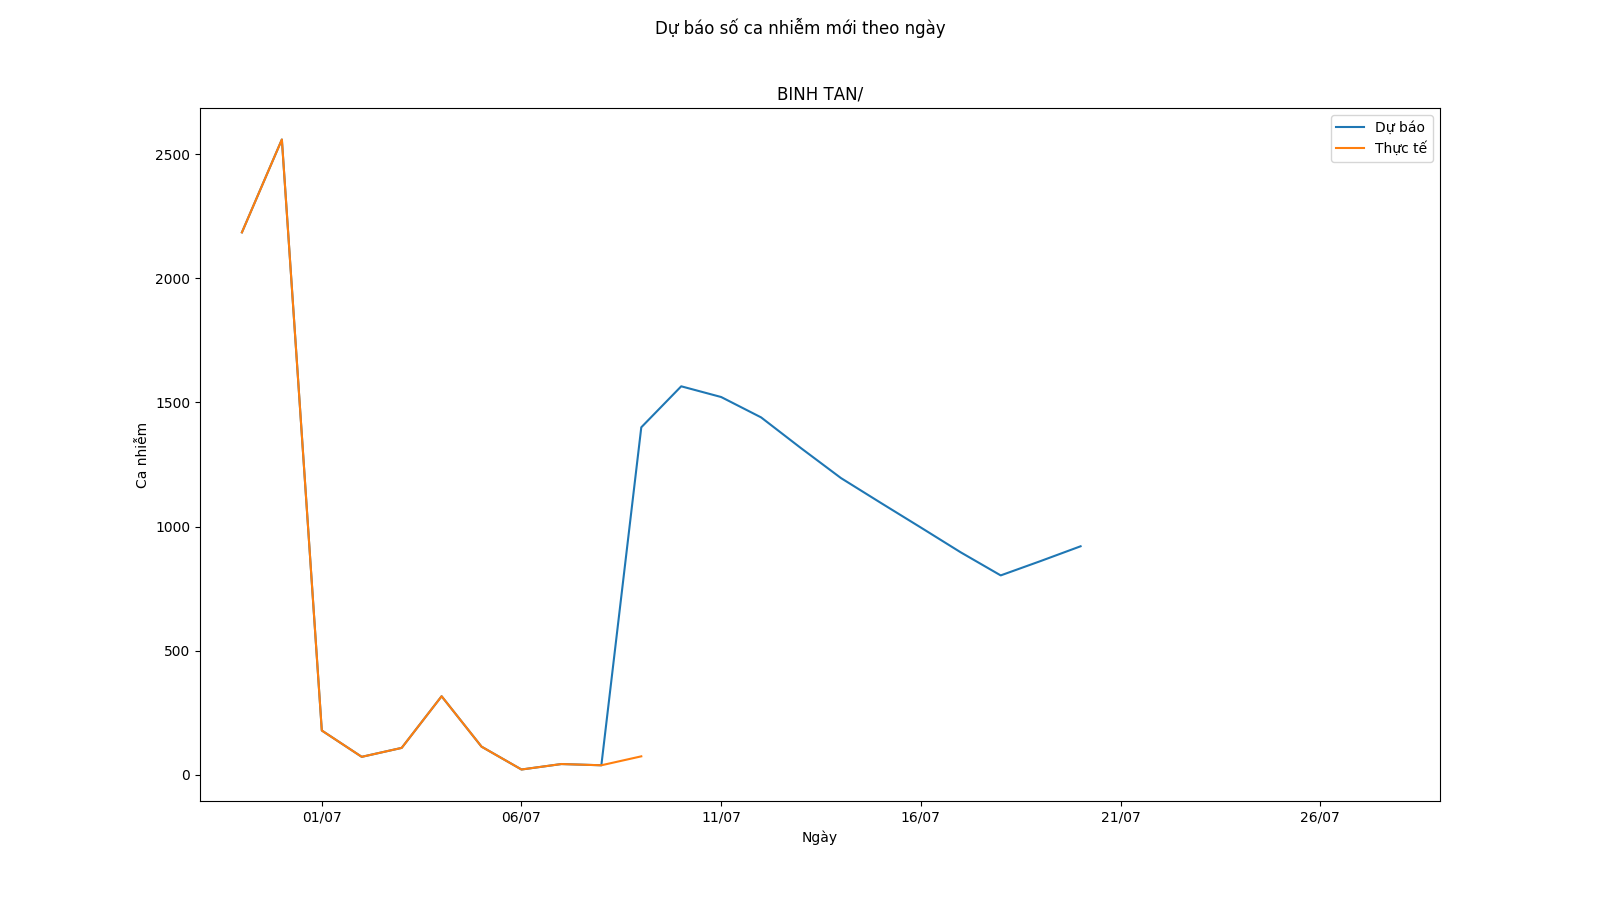 Dự báo số ca nhiễm mới theo ngày
BINH TAN/
Dự báo
Thực tế
2500
2000
1500
1000
500
0
Ca nhiễm
01/07
06/07
11/07
16/07
21/07
26/07
Ngày